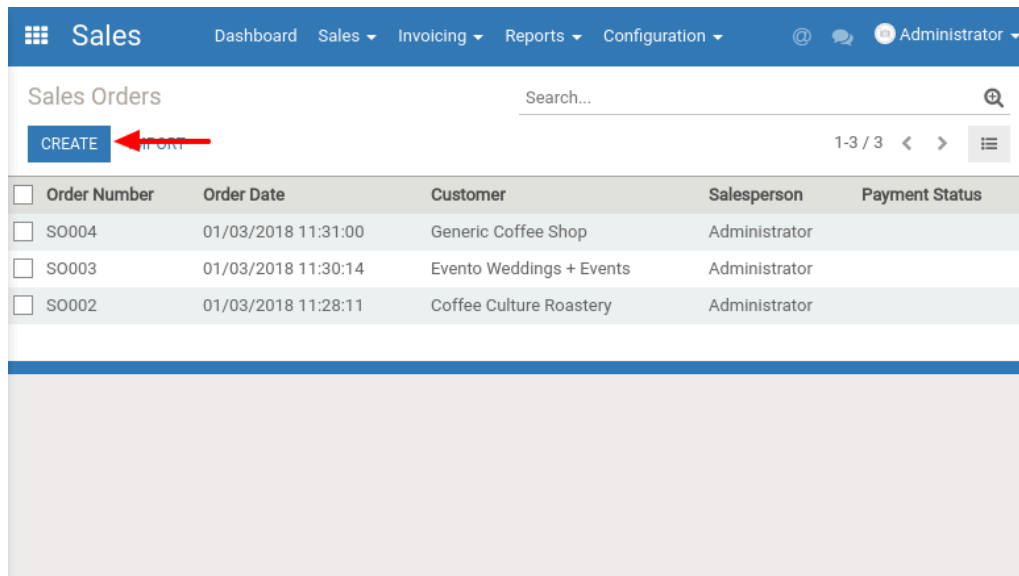 Sales Dashboard Sales Invoicing Reports Configuration @ Administrator
Sales Orders Search...
CREATE IMPORT 1-3 / 3
Order Number Order Date Customer Salesperson Payment Status
SO004 01/03/2018 11:31:00 Generic Coffee Shop Administrator
SO003 01/03/2018 11:30:14 Evento Weddings + Events Administrator
SO002 01/03/2018 11:28:11 Coffee Culture Roastery Administrator